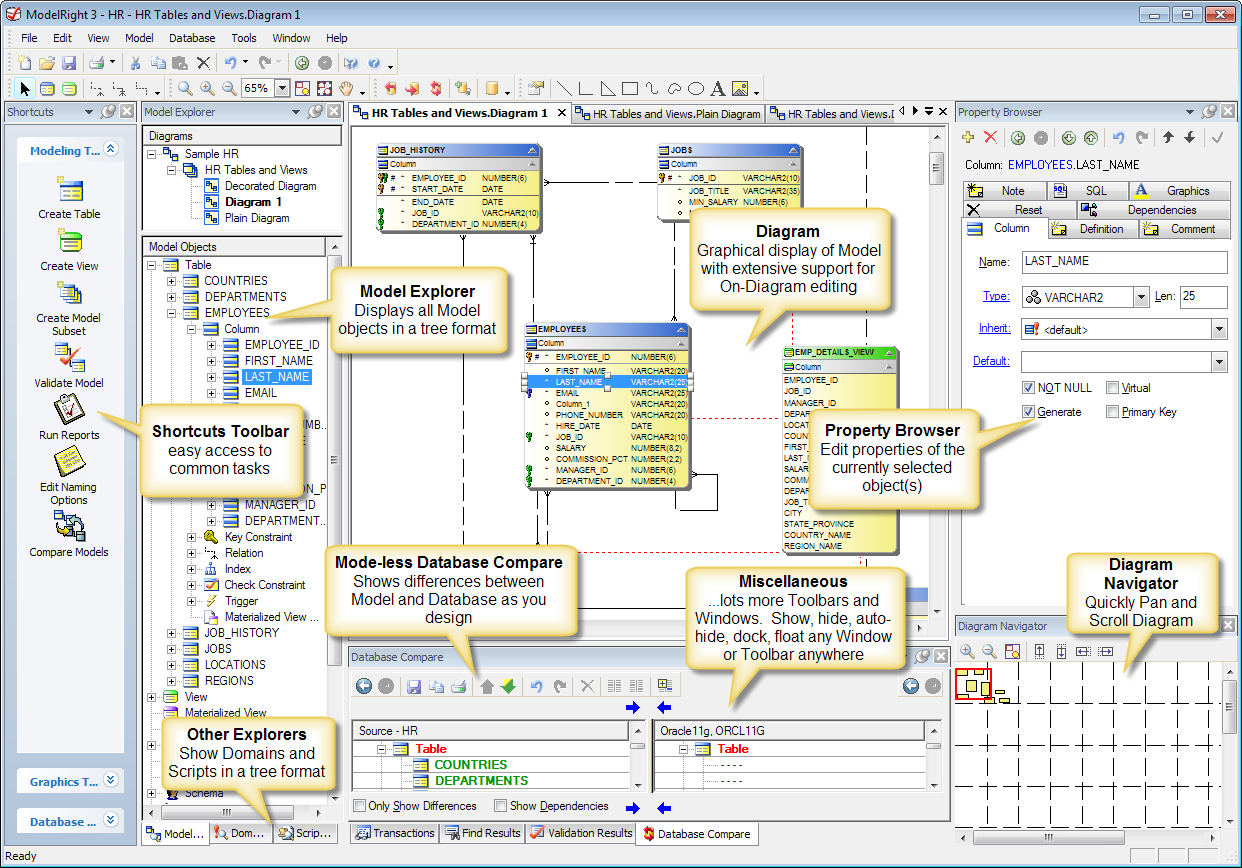 ModelRight 3 - HR - HR Tables and Views.Diagram 1
File Edit View Model Database Tools Window Help
65%
Shortcuts
Modeling T...
Create Table
Create View
Create Model
Subset
Validate Model
Run Reports
Edit Naming
Options
Compare Models
Graphics T...
Database ...
Shortcuts Toolbar
easy access to
common tasks
Model Explorer
Diagrams
Sample HR
HR Tables and Views
Decorated Diagram
Diagram 1
Plain Diagram
Model Objects
Table
COUNTRIES
DEPARTMENTS
EMPLOYEES
Column
EMPLOYEE_ID
FIRST_NAME
LAST_NAME
EMAIL
MANAGER_ID
DEPARTMENT...
Key Constraint
Relation
Index
Check Constraint
Trigger
Materialized View ...
JOB_HISTORY
JOBS
LOCATIONS
REGIONS
View
Materialized View
Schema
Model... Dom... Scrip...
Model Explorer
Displays all Model
objects in a tree format
Other Explorers
Show Domains and
Scripts in a tree format
HR Tables and Views.Diagram 1
HR Tables and Views.Plain Diagram
HR Tables and Views.
JOB_HISTORY
Column
# EMPLOYEE_ID NUMBER(6)
# START_DATE DATE
END_DATE DATE
JOB_ID VARCHAR2(10)
DEPARTMENT_ID NUMBER(4)
JOBS
Column
# JOB_ID VARCHAR2(10)
JOB_TITLE VARCHAR2(35)
MIN_SALARY NUMBER(6)
Diagram
Graphical display of Model
with extensive support for
On-Diagram editing
EMPLOYEES
Column
# EMPLOYEE_ID NUMBER(6)
FIRST_NAME VARCHAR2(20)
LAST_NAME VARCHAR2(25)
EMAIL VARCHAR2(25)
Column_1 VARCHAR2(20)
PHONE_NUMBER VARCHAR2(20)
HIRE_DATE DATE
JOB_ID VARCHAR2(10)
SALARY NUMBER(8,2)
COMMISSION_PCT NUMBER(2,2)
MANAGER_ID NUMBER(6)
DEPARTMENT_ID NUMBER(4)
EMP_DETAILS_VIEW
Column
EMPLOYEE_ID
JOB_ID
MANAGER_ID
CITY
STATE_PROVINCE
COUNTRY_NAME
REGION_NAME
Property Browser
Edit properties of the
currently selected
object(s)
Mode-less Database Compare
Shows differences between
Model and Database as you
design
Miscellaneous
...lots more Toolbars and
Windows. Show, hide, auto-
hide, dock, float any Window
or Toolbar anywhere
Database Compare
Source - HR
Table
COUNTRIES
DEPARTMENTS
Oracle11g, ORCL11G
Table
- - - -
- - - -
Only Show Differences Show Dependencies
Transactions Find Results Validation Results Database Compare
Property Browser
Column: EMPLOYEES.LAST_NAME
Note SQL Graphics
Reset Dependencies
Column Definition Comment
Name: LAST_NAME
Type: VARCHAR2 Len: 25
Inherit: <default>
Default:
NOT NULL Virtual
Generate Primary Key
Diagram
Navigator
Quickly Pan and
Scroll Diagram
Diagram Navigator
Ready